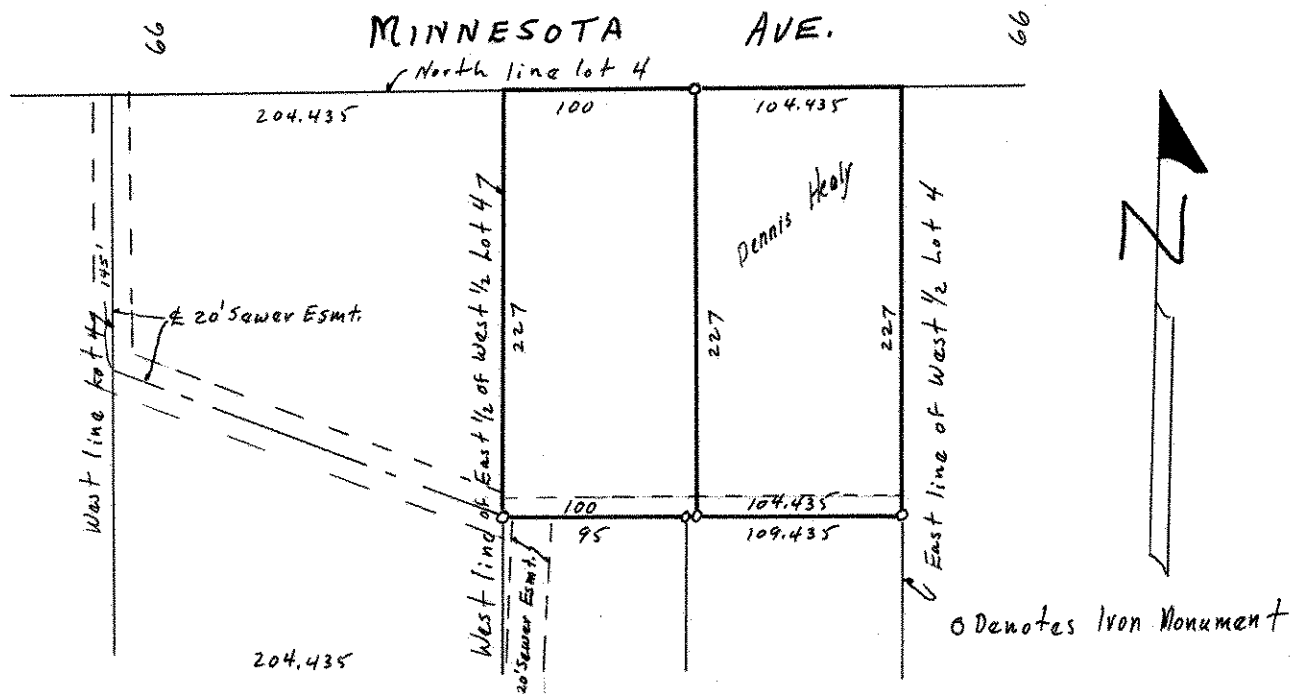 66
MINNESOTA AVE.
66
North line lot 4
204.435
100
104.435
Dennis Healy
N
West line Lot 4
145'
℄ 20' Sewer Esmt.
West line of East 1/2 of West 1/2 Lot 4
227
227
227
East line of West 1/2 Lot 4
100
104.435
95
109.435
20' Sewer Esmt.
204.435
o Denotes Iron Monument